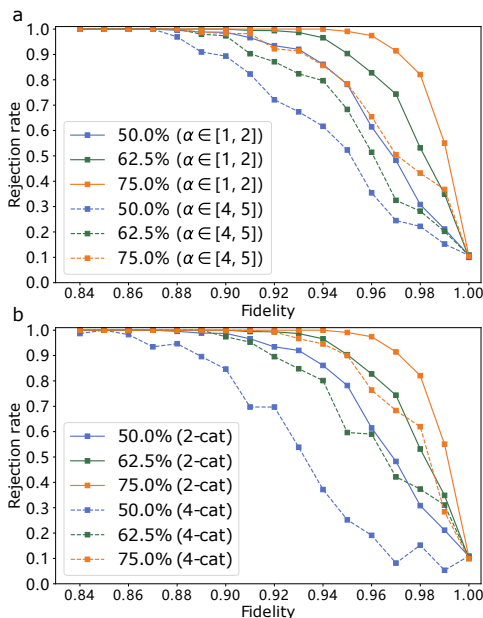 a
Rejection rate
1.0
0.9
0.8
0.7
0.6
0.5
0.4
0.3
0.2
0.1
0.0
50.0% (α∈[1, 2])
62.5% (α∈[1, 2])
75.0% (α∈[1, 2])
50.0% (α∈[4, 5])
62.5% (α∈[4, 5])
75.0% (α∈[4, 5])
0.84 0.86 0.88 0.90 0.92 0.94 0.96 0.98 1.00
Fidelity
b
Rejection rate
1.0
0.9
0.8
0.7
0.6
0.5
0.4
0.3
0.2
0.1
0.0
50.0% (2-cat)
62.5% (2-cat)
75.0% (2-cat)
50.0% (4-cat)
62.5% (4-cat)
75.0% (4-cat)
0.84 0.86 0.88 0.90 0.92 0.94 0.96 0.98 1.00
Fidelity